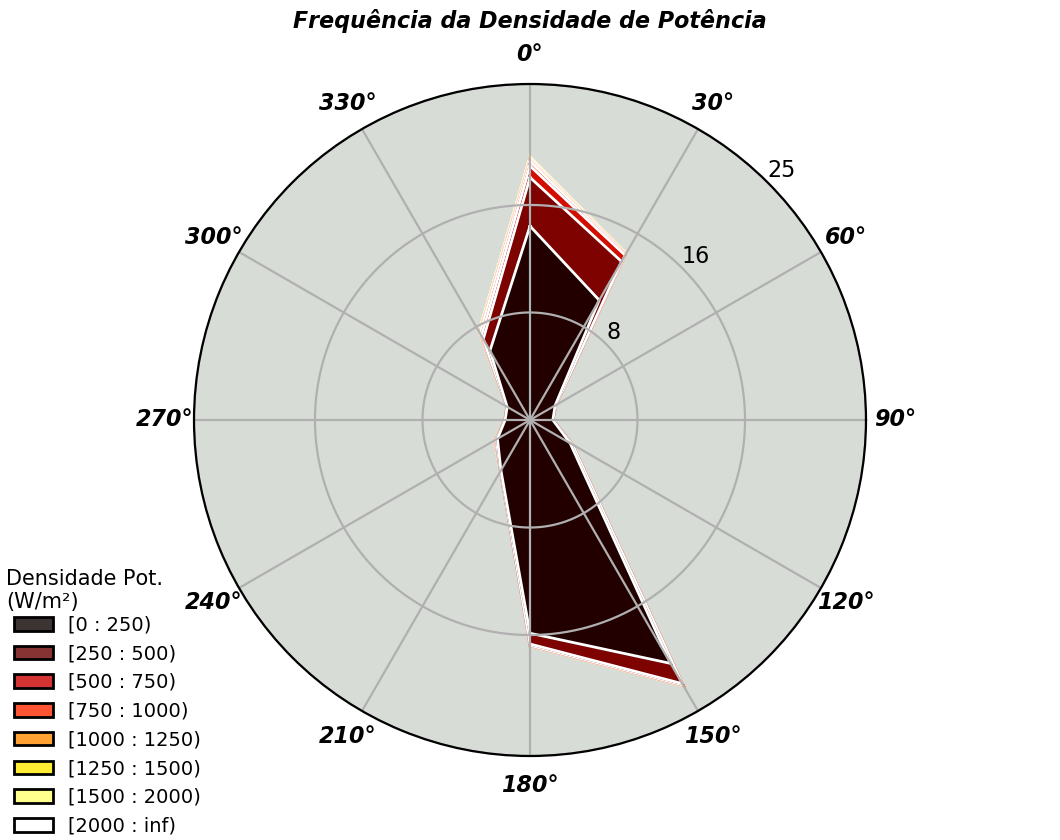 Frequência da Densidade de Potência
0°
330°
30°
25
300°
60°
16
8
270°
90°
240°
120°
210°
150°
180°
Densidade Pot.
(W/m²)
[0 : 250)
[250 : 500)
[500 : 750)
[750 : 1000)
[1000 : 1250)
[1250 : 1500)
[1500 : 2000)
[2000 : inf)